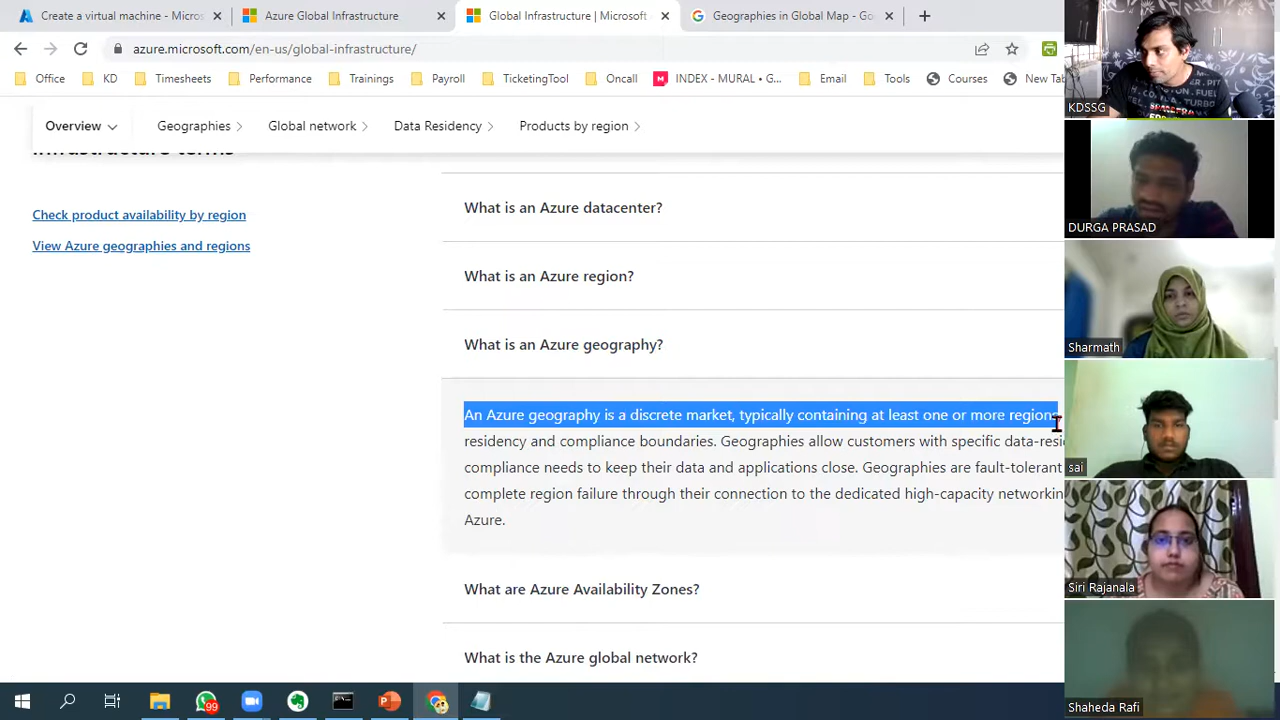 Create a virtual machine - Micros
Azure Global Infrastructure
Global Infrastructure | Microsoft
Geographies in Global Map - Go
azure.microsoft.com/en-us/global-infrastructure/
Office
KD
Timesheets
Performance
Trainings
Payroll
TicketingTool
Oncall
INDEX - MURAL • G...
Email
Tools
Courses
New Tab
Overview
Geographies
Global network
Data Residency
Products by region
infrastructure terms
Check product availability by region
View Azure geographies and regions
What is an Azure datacenter?
What is an Azure region?
What is an Azure geography?
An Azure geography is a discrete market, typically containing at least one or more regions
residency and compliance boundaries. Geographies allow customers with specific data-resi
compliance needs to keep their data and applications close. Geographies are fault-tolerant
complete region failure through their connection to the dedicated high-capacity networkin
Azure.
What are Azure Availability Zones?
What is the Azure global network?
99
KDSSG
DURGA PRASAD
Sharmath
sai
Siri Rajanala
Shaheda Rafi